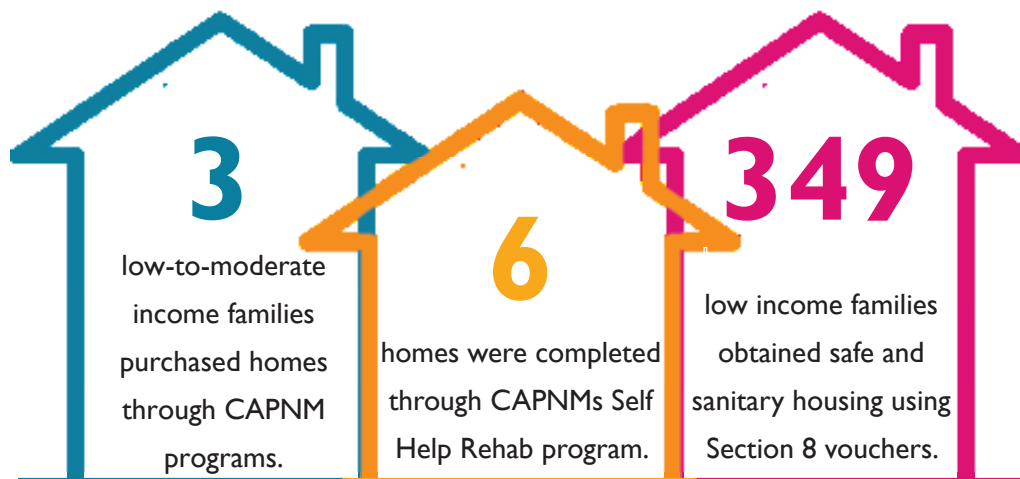 3
low-to-moderate
income families
purchased homes
through CAPNM
programs.
6
homes were completed
through CAPNMs Self
Help Rehab program.
349
low income families
obtained safe and
sanitary housing using
Section 8 vouchers.